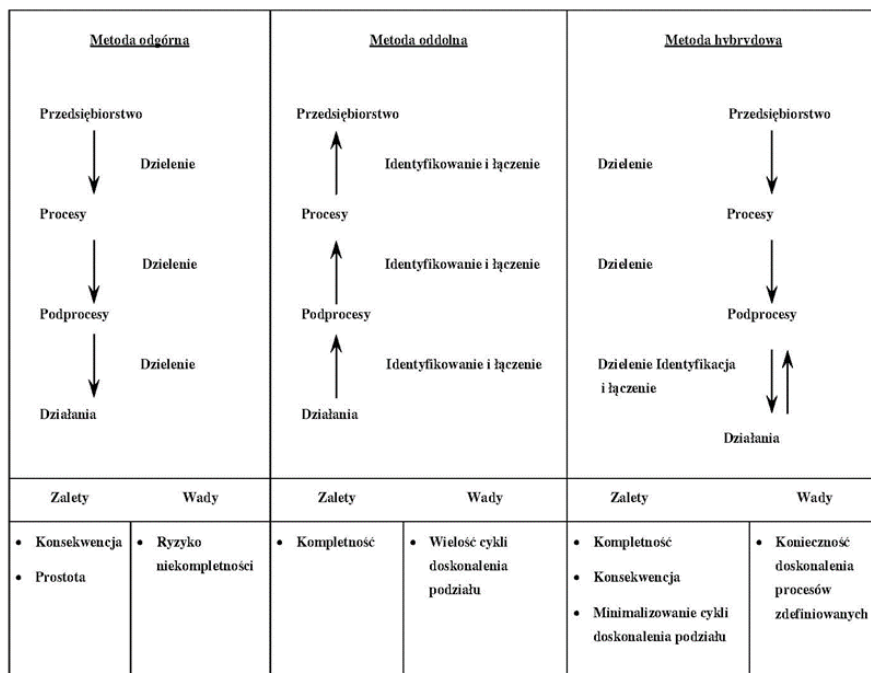 Metoda odgórna
Przedsiębiorstwo
Dzielenie
Procesy
Dzielenie
Podprocesy
Dzielenie
Działania
Metoda oddolna
Przedsiębiorstwo
Identyfikowanie i łączenie
Procesy
Identyfikowanie i łączenie
Podprocesy
Identyfikowanie i łączenie
Działania
Metoda hybrydowa
Przedsiębiorstwo
Dzielenie
Procesy
Dzielenie
Podprocesy
Dzielenie Identyfikacja
i łączenie
Działania
Zalety
• Konsekwencja
• Prostota
Wady
• Ryzyko
niekompletności
Zalety
• Kompletność
Wady
• Wielość cykli
doskonalenia
podziału
Zalety
• Kompletność
• Konsekwencja
• Minimalizowanie cykli
doskonalenia podziału
Wady
• Konieczność
doskonalenia
procesów
zdefiniowanych